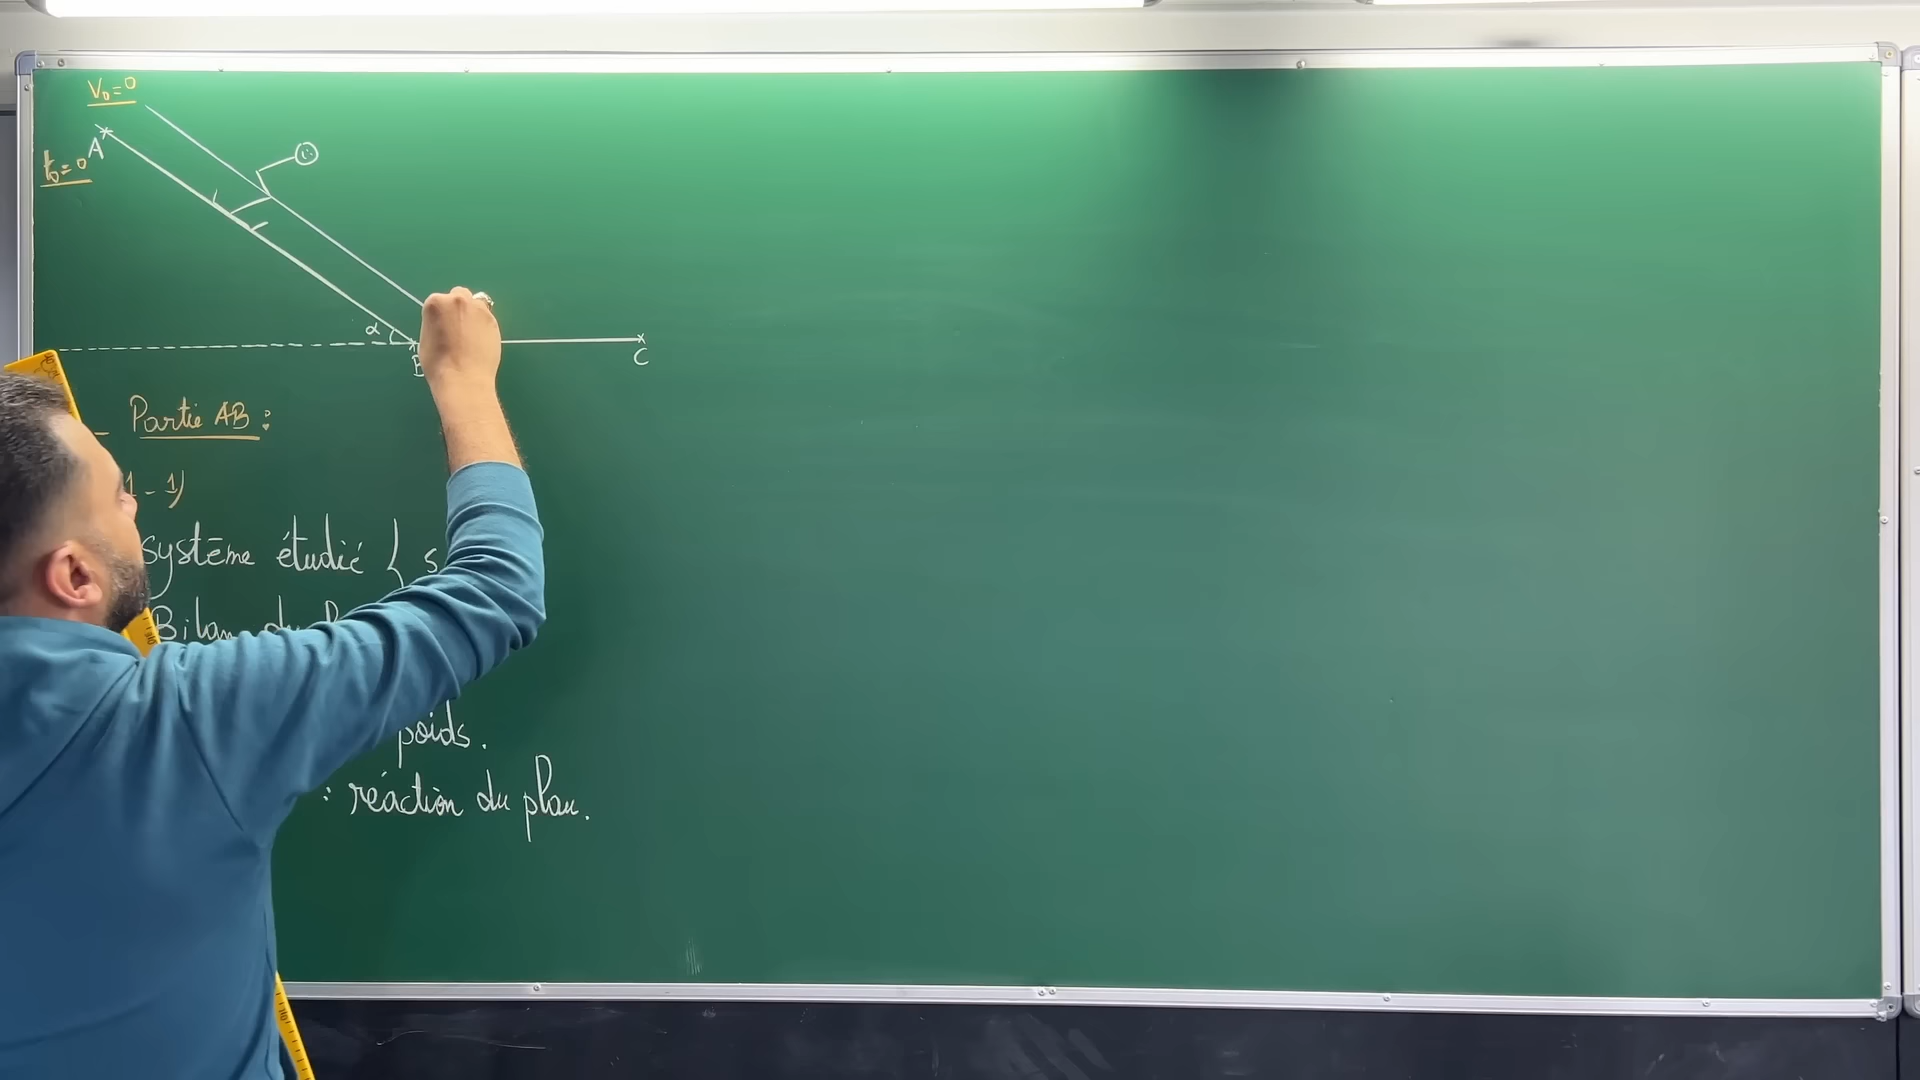 V₀=0
A
t₀=0
α
B
C
Partie AB :
1-1)
système étudié { s
Bilan
poids.
: réaction du plan.